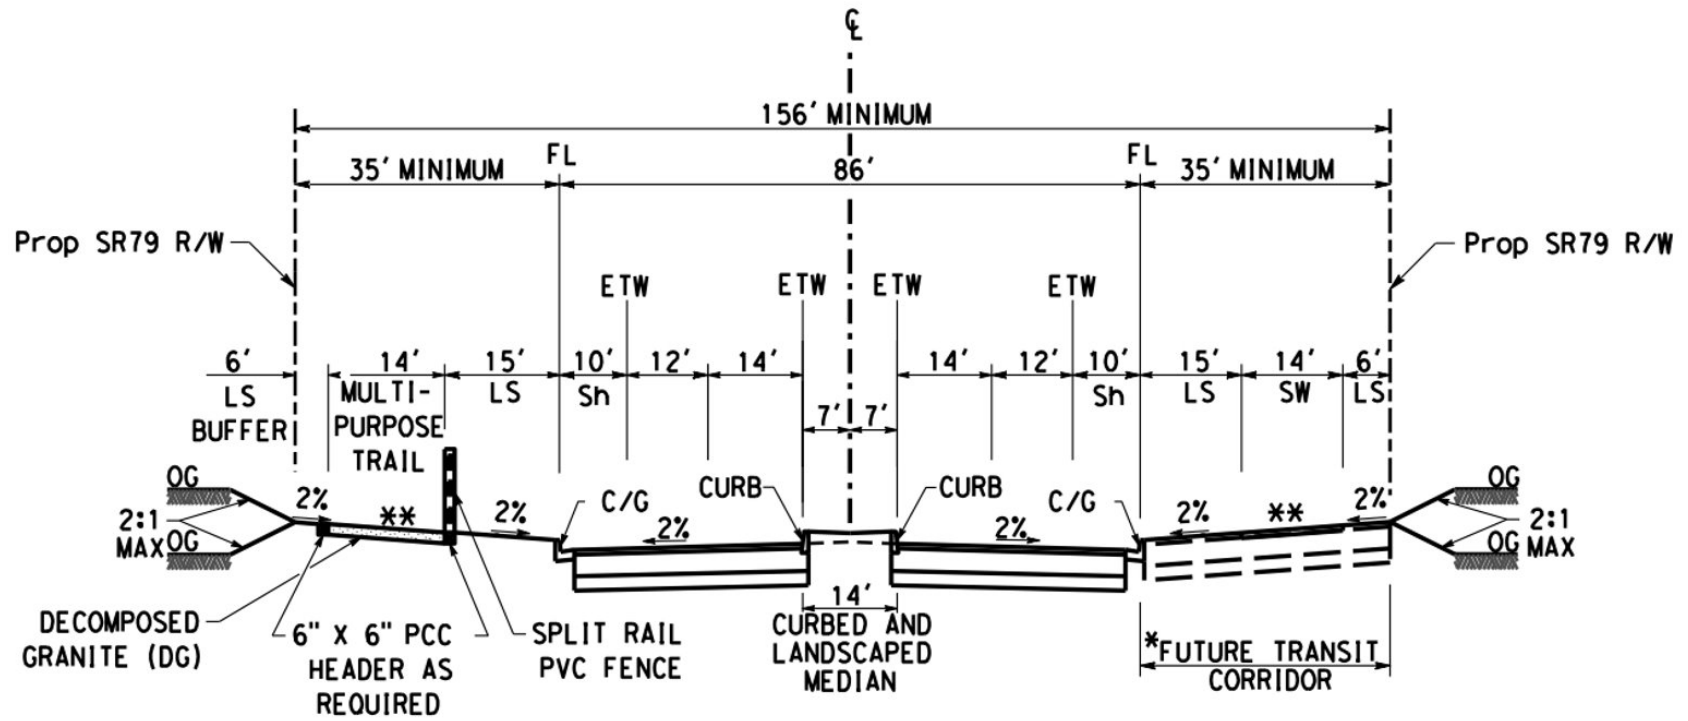 ℄
156' MINIMUM
35' MINIMUM
FL
86'
FL
35' MINIMUM
Prop SR79 R/W
Prop SR79 R/W
ETW
ETW
ETW
ETW
6'
LS
BUFFER
14'
MULTI-
PURPOSE
TRAIL
15'
LS
10'
Sh
12'
14'
7'
7'
14'
12'
10'
Sh
15'
LS
14'
SW
6'
LS
OG
2:1
MAX
OG
2%
**
2%
C/G
2%
CURB
CURB
2%
C/G
2%
**
2%
OG
2:1
MAX
OG
DECOMPOSED
GRANITE (DG)
6" X 6" PCC
HEADER AS
REQUIRED
SPLIT RAIL
PVC FENCE
14'
CURBED AND
LANDSCAPED
MEDIAN
*FUTURE TRANSIT
CORRIDOR